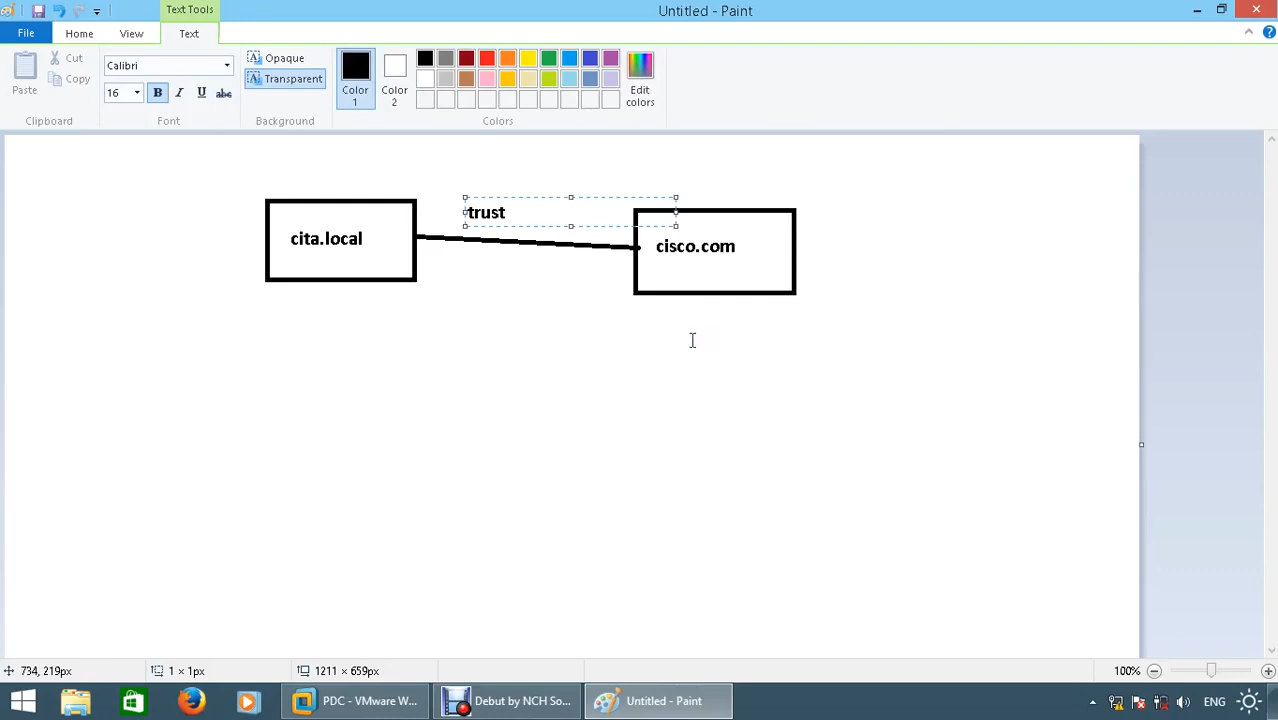 Text Tools
Untitled - Paint
File
Home
View
Text
Paste
Cut
Copy
Clipboard
Calibri
16
B
I
U
abc
Font
Opaque
Transparent
Background
Color
1
Color
2
Edit
colors
Colors
cita.local
trust
cisco.com
734, 219px
1 × 1px
1211 × 659px
100%
PDC - VMware W...
Debut by NCH So...
Untitled - Paint
ENG